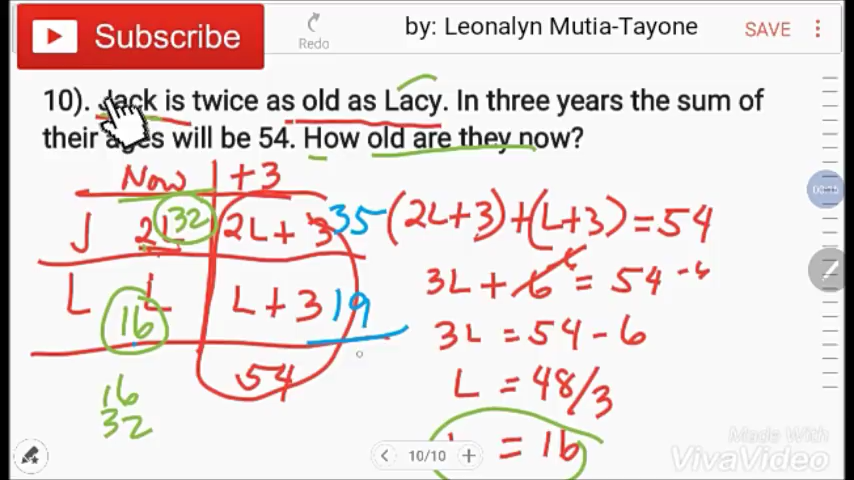 Subscribe
Redo
by: Leonalyn Mutia-Tayone
SAVE
10). Jack is twice as old as Lacy. In three years the sum of
their ages will be 54. How old are they now?
Now +3
J 2L 32 2L + 3 35
L L 16 L + 3 19
54
16
32
(2L+3)+(L+3)=54
3L + 6 -6 = 54 -6
3L = 54 - 6
L = 48/3
L = 16
10/10
Made With
VivaVideo